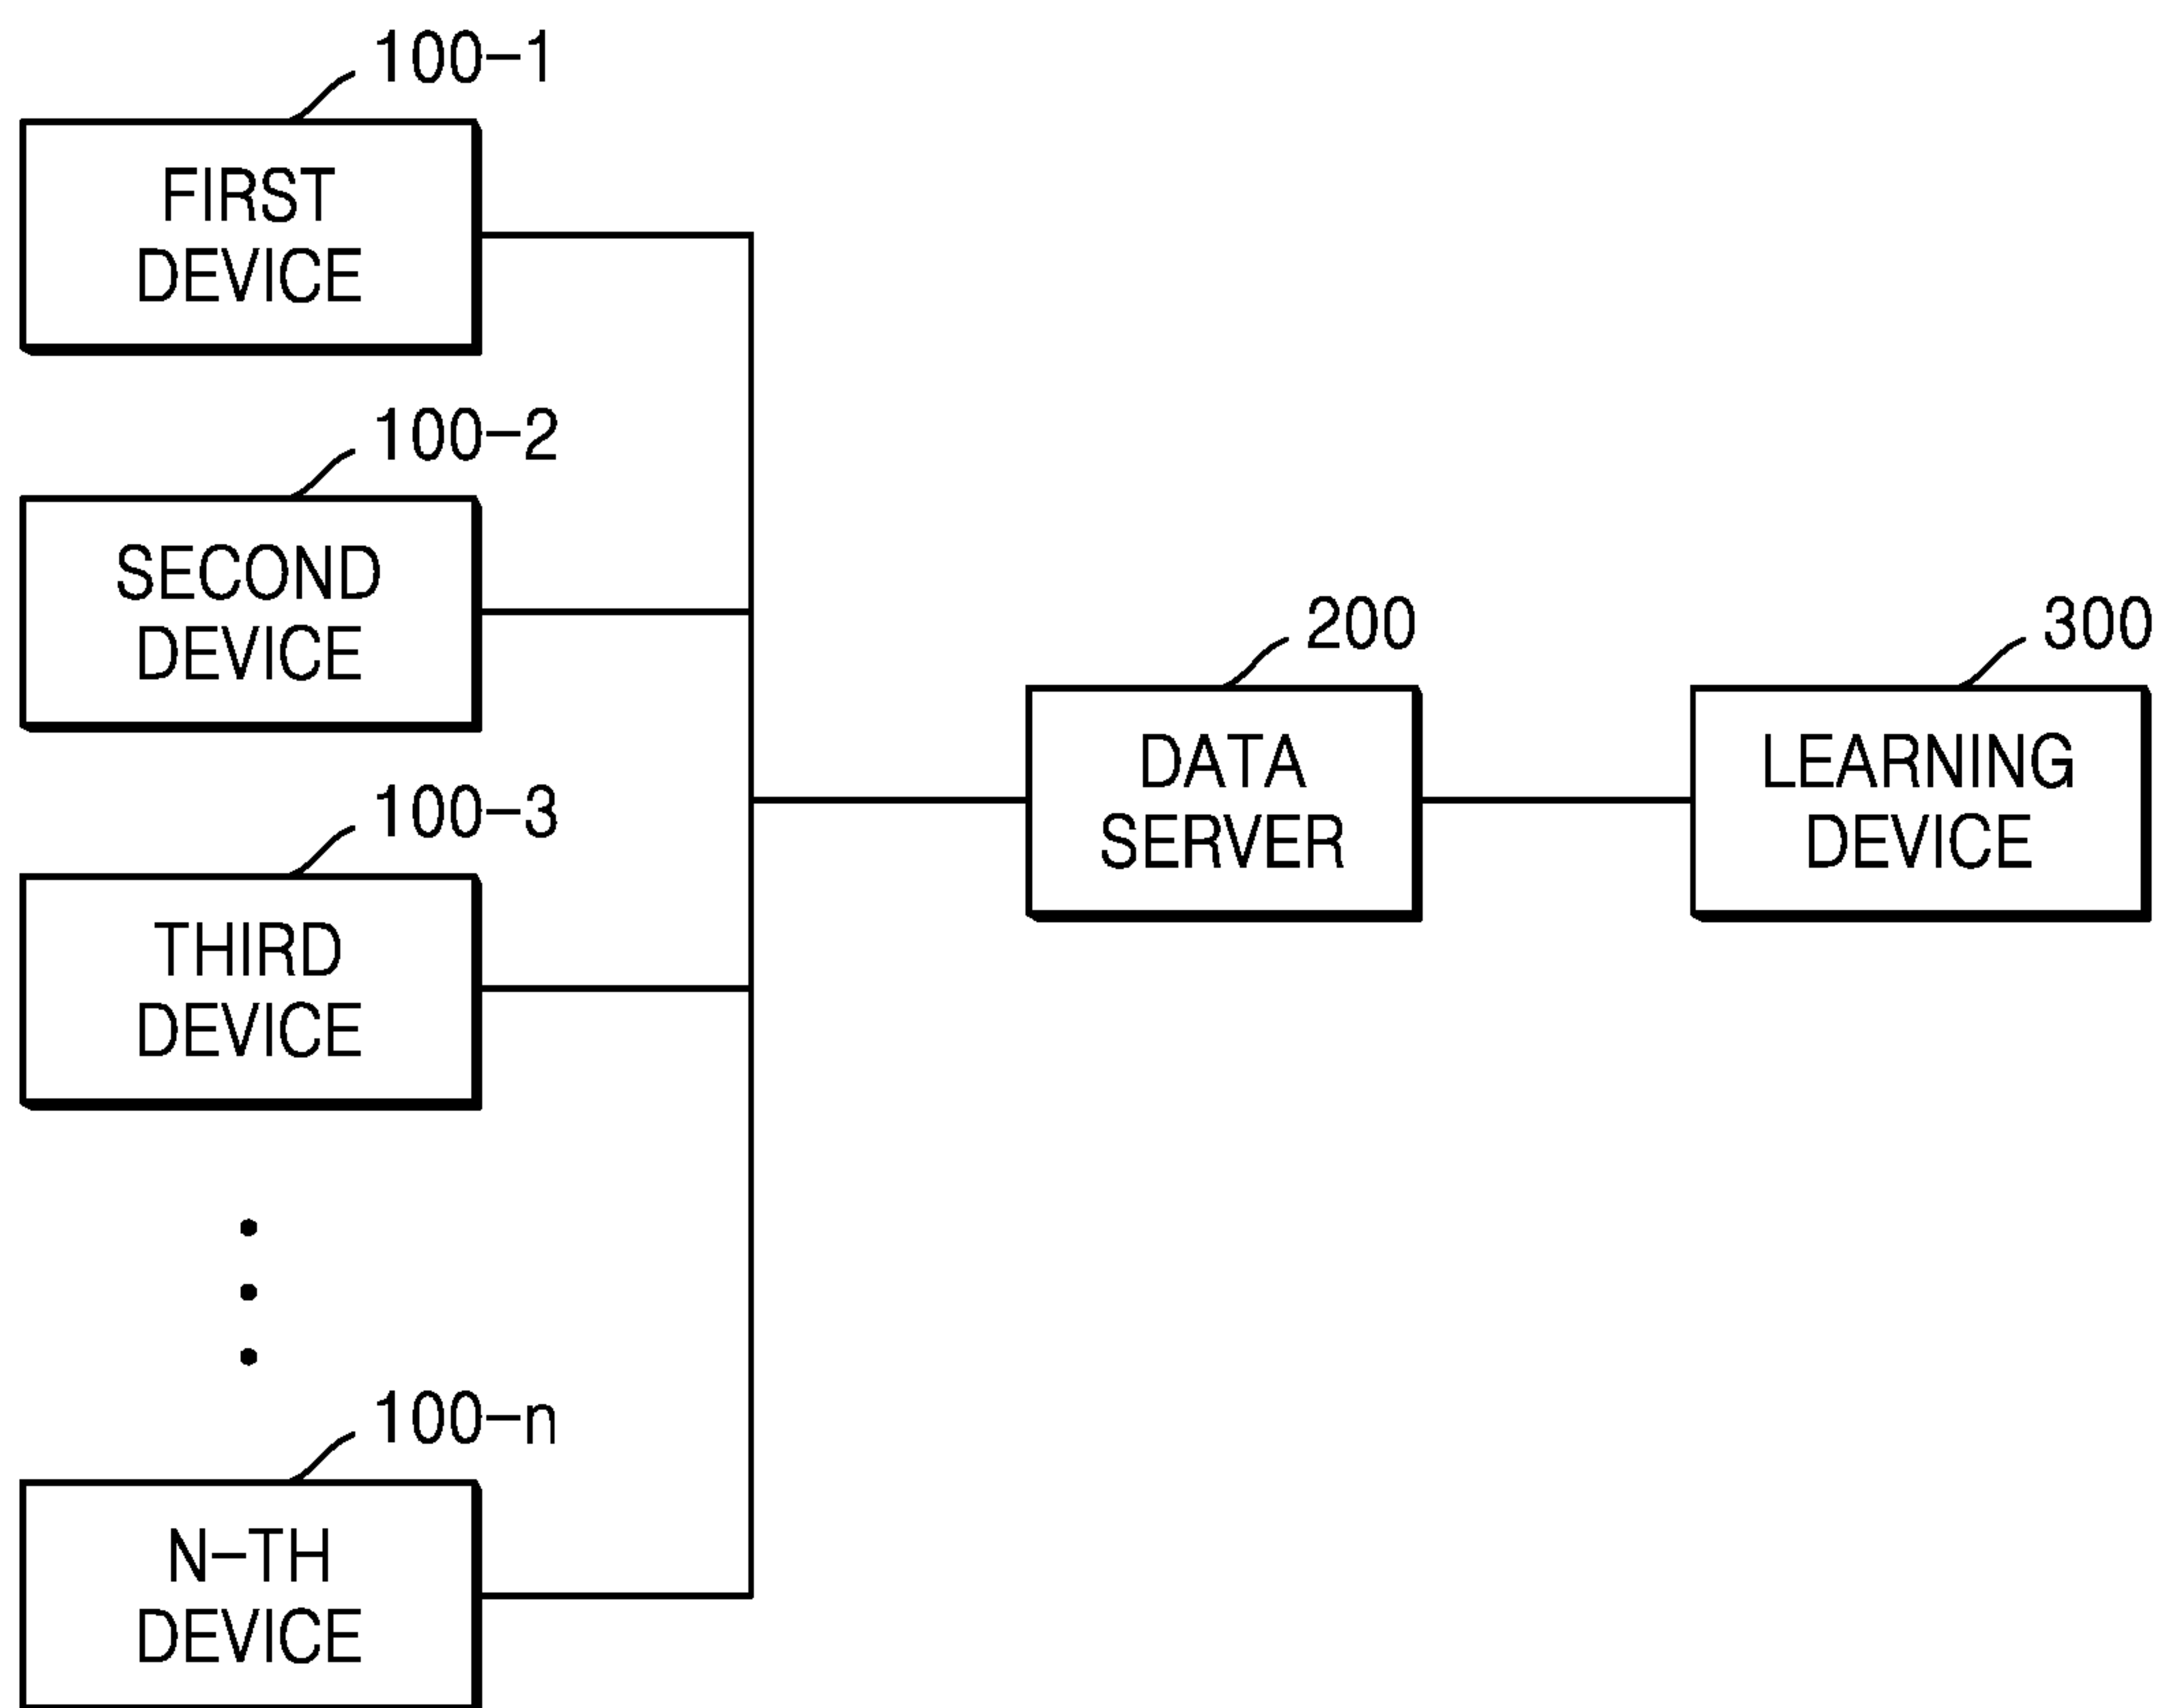 100-1
FIRST
DEVICE
100-2
SECOND
DEVICE
100-3
THIRD
DEVICE
100-n
N-TH
DEVICE
200
DATA
SERVER
300
LEARNING
DEVICE